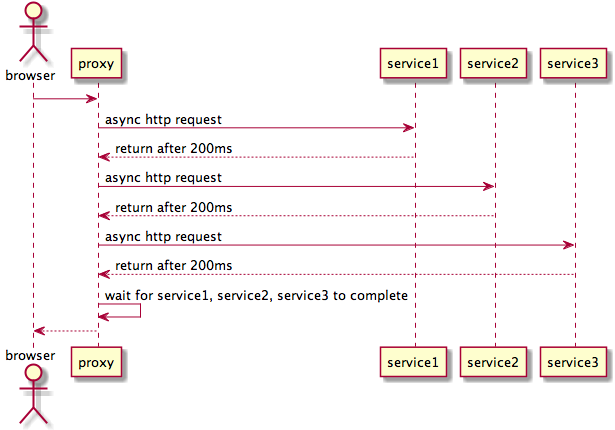 browser
proxy
service1
service2
service3
async http request
return after 200ms
async http request
return after 200ms
async http request
return after 200ms
wait for service1, service2, service3 to complete
browser
proxy
service1
service2
service3